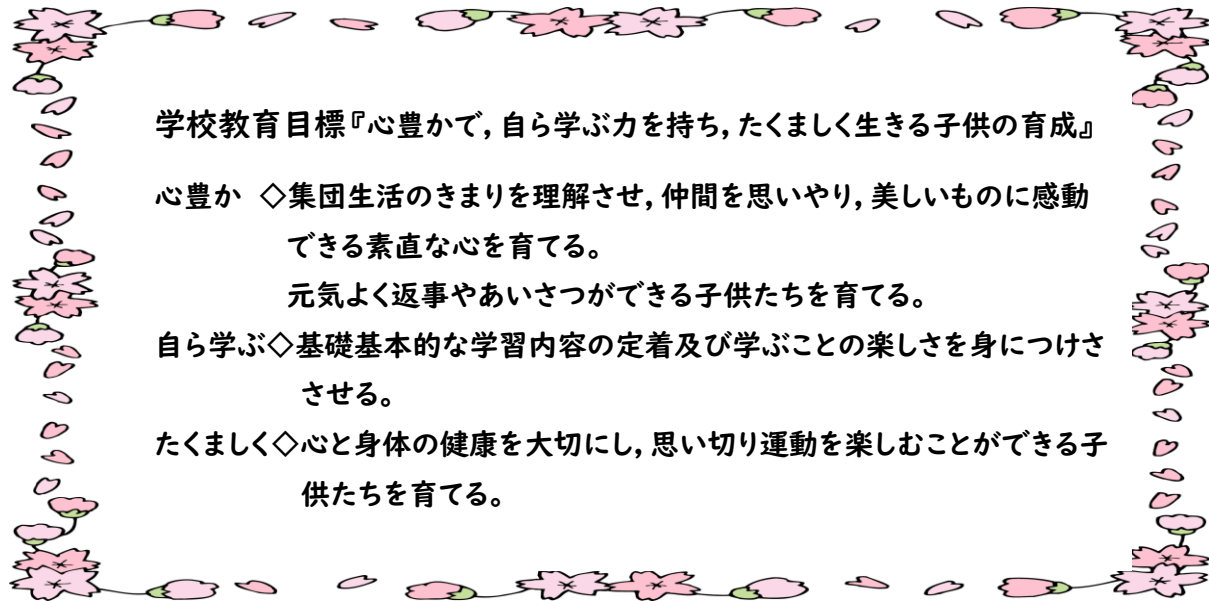 学校教育目標『心豊かで,自ら学ぶ力を持ち,たくましく生きる子供の育成』
心豊か ◇集団生活のきまりを理解させ,仲間を思いやり,美しいものに感動
できる素直な心を育てる。
元気よく返事やあいさつができる子供たちを育てる。
自ら学ぶ◇基礎基本的な学習内容の定着及び学ぶことの楽しさを身につけさ
させる。
たくましく◇心と身体の健康を大切にし,思い切り運動を楽しむことができる子
供たちを育てる。